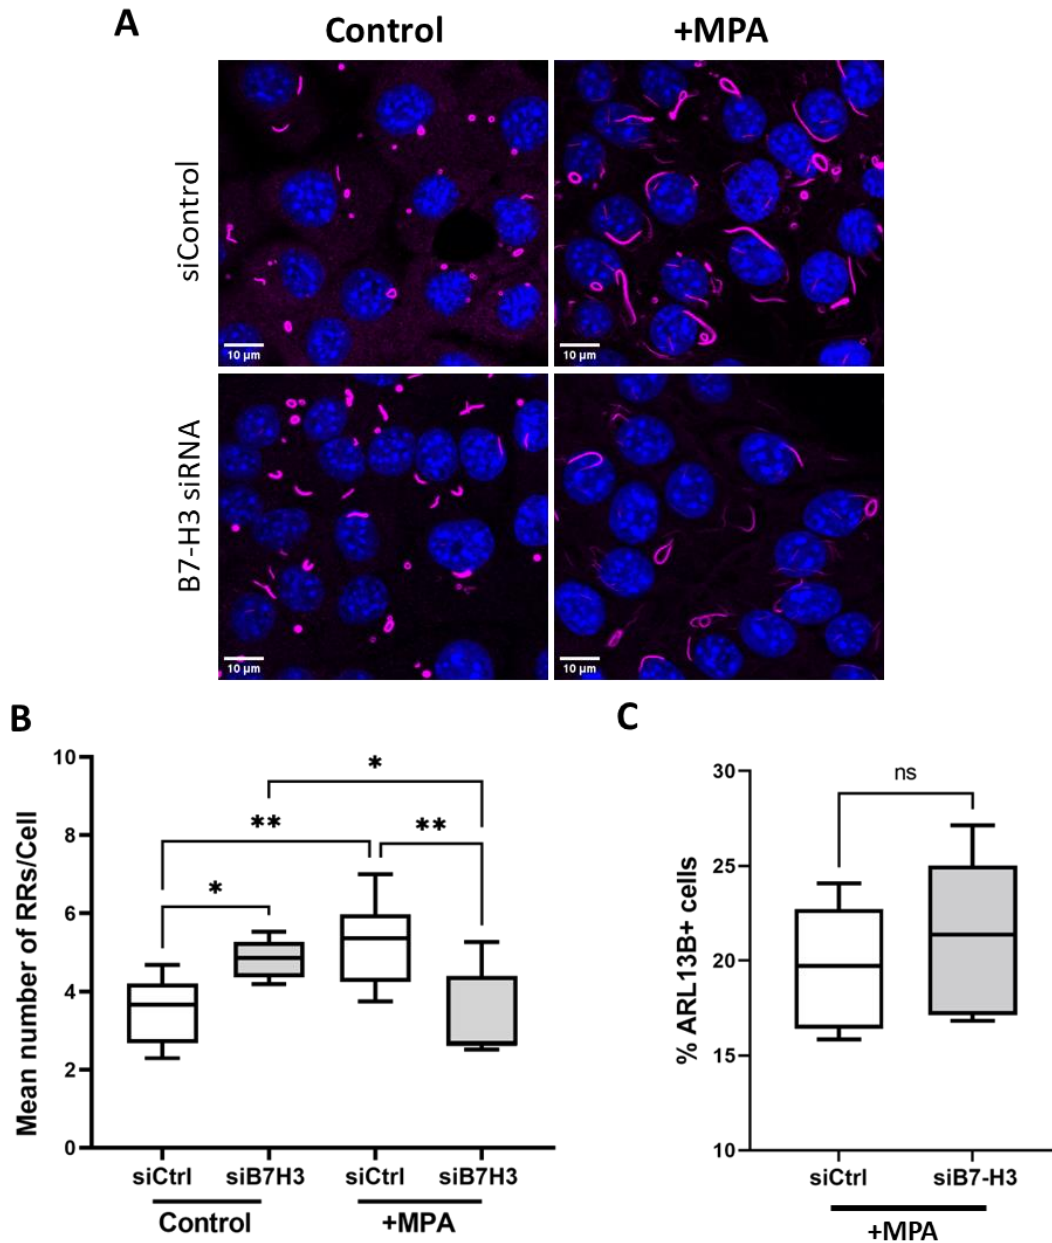 A
Control
+MPA
siControl
10 µm
10 µm
B7-H3 siRNA
10 µm
10 µm
B
Mean number of RRs/Cell
10
8
6
4
2
0
*
**
*
**
siCtrl
siB7H3
siCtrl
siB7H3
Control
+MPA
C
% ARL13B+ cells
30
25
20
15
10
ns
siCtrl
siB7-H3
+MPA